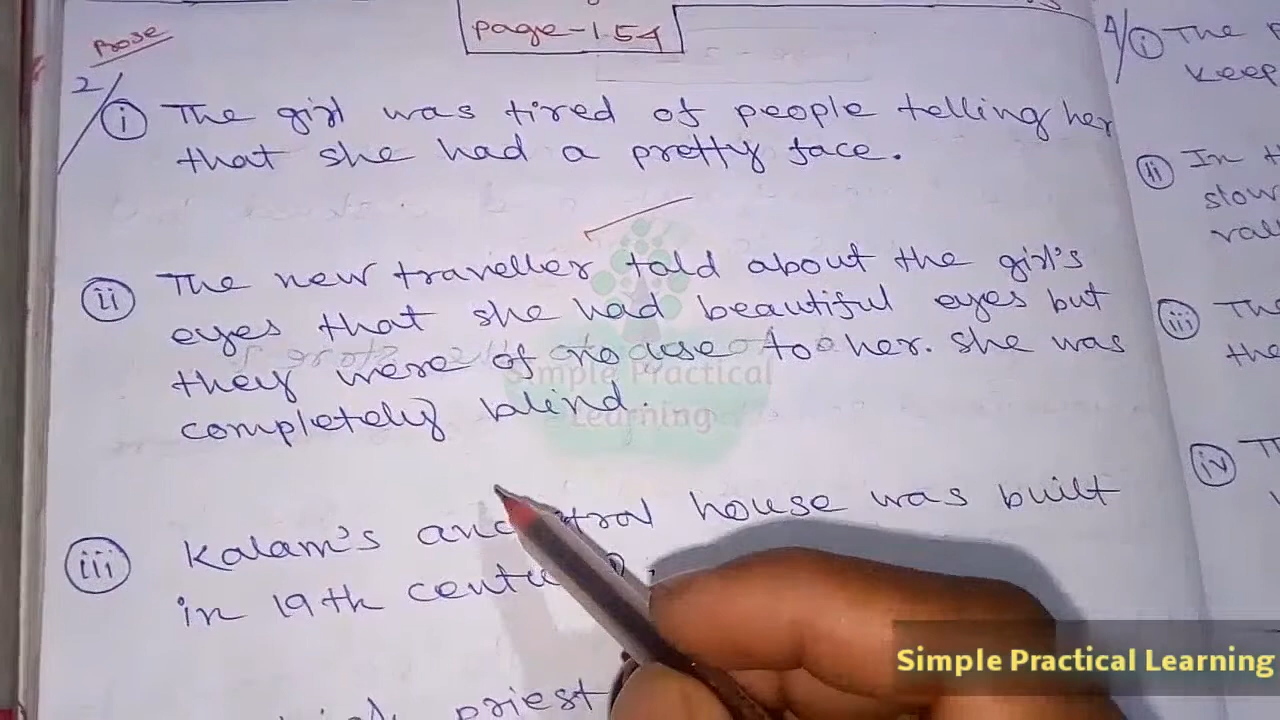 Prose
page-154
2/
i The girl was tired of people telling her
that she had a pretty face.
ii The new traveller told about the girl's
eyes that she had beautiful eyes but
they were of no use to her. She was
completely blind.
iii Kalam's house was built
in 19th
priest
4/ i The
keep
ii In
slow
iii The
the
iv
Simple Practical
Learning
Simple Practical Learning